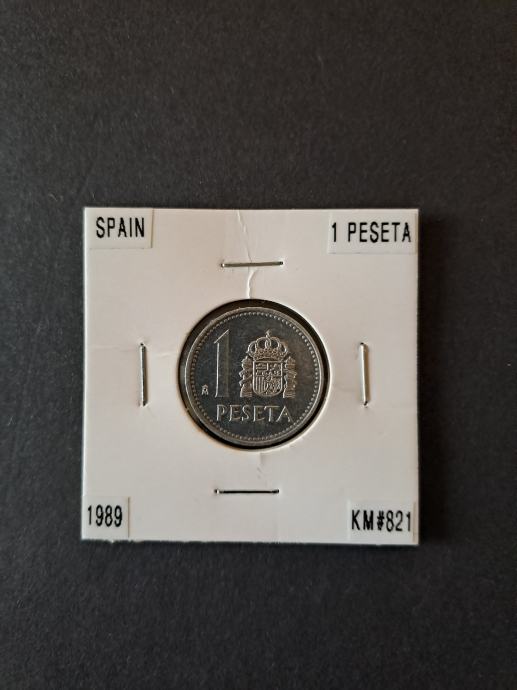 SPAIN
1 PESETA
1
M
PESETA
1989
KM#821